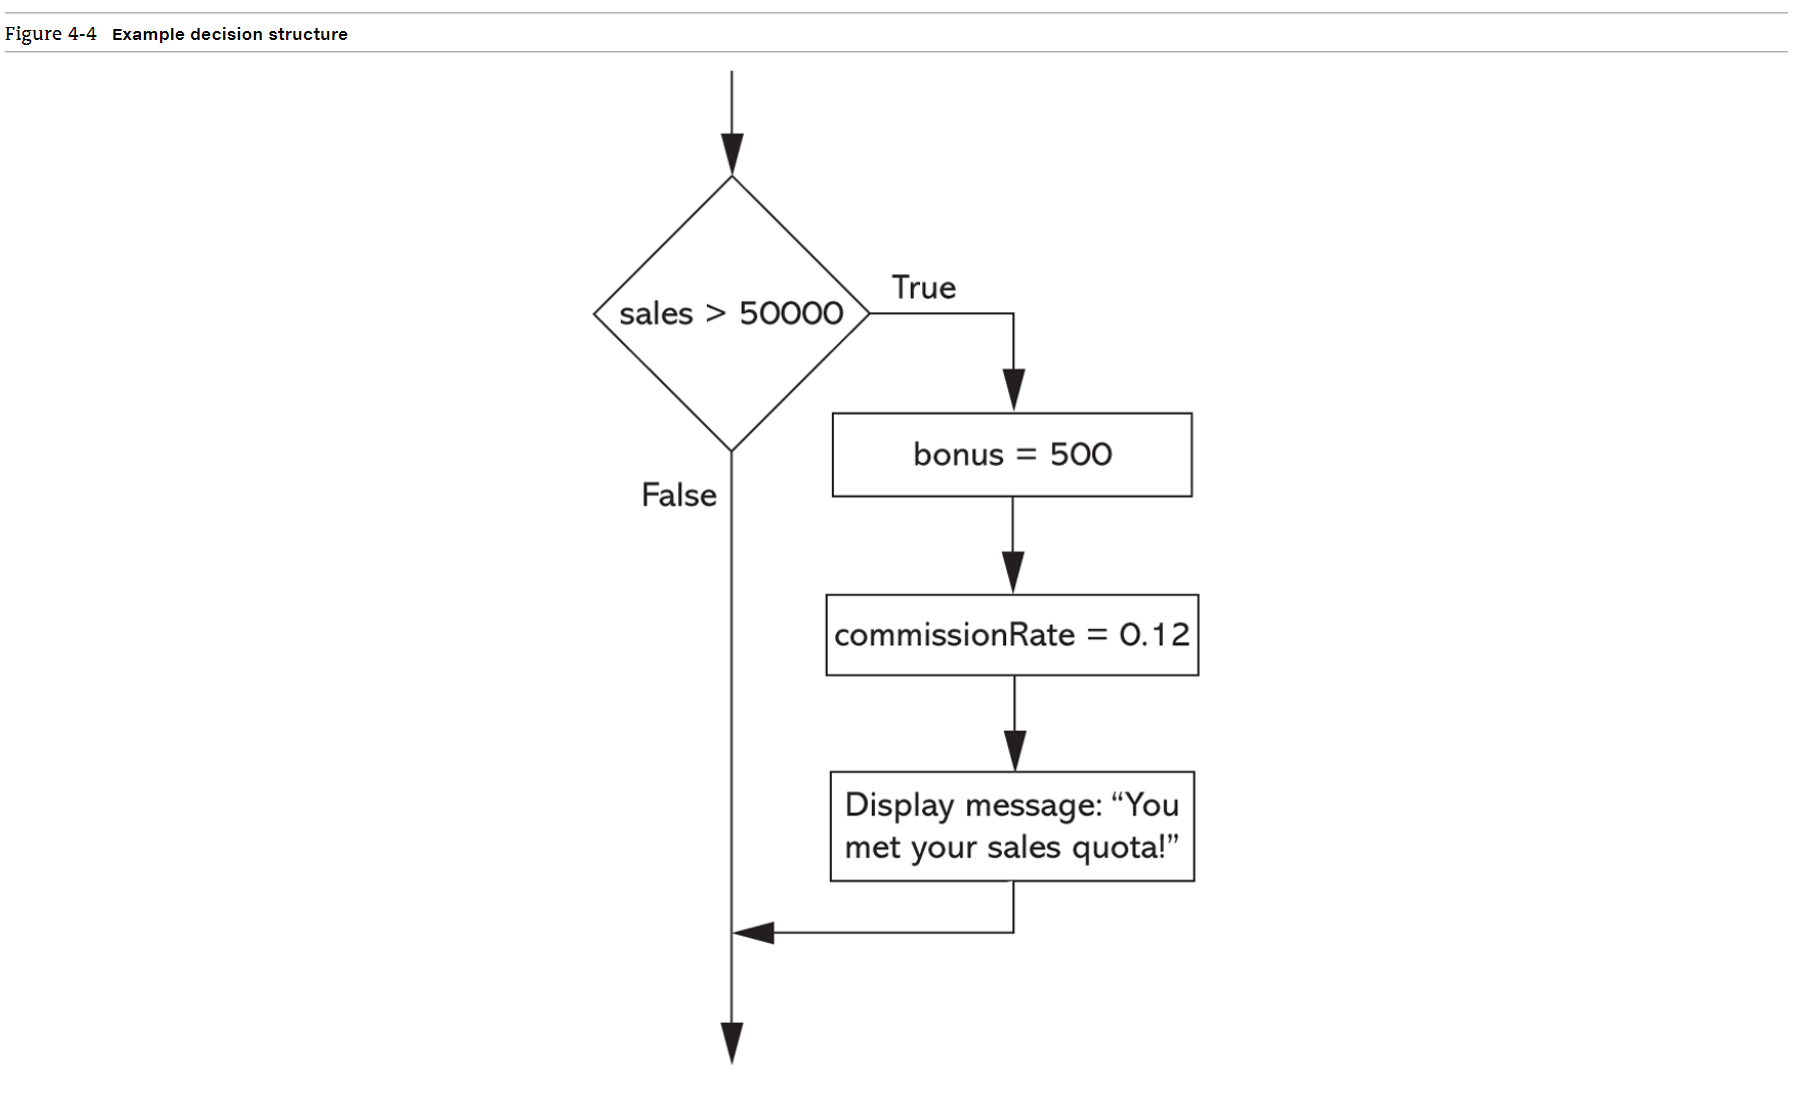 Figure 4-4 Example decision structure
sales > 50000
True
False
bonus = 500
commissionRate = 0.12
Display message: “You
met your sales quota!”